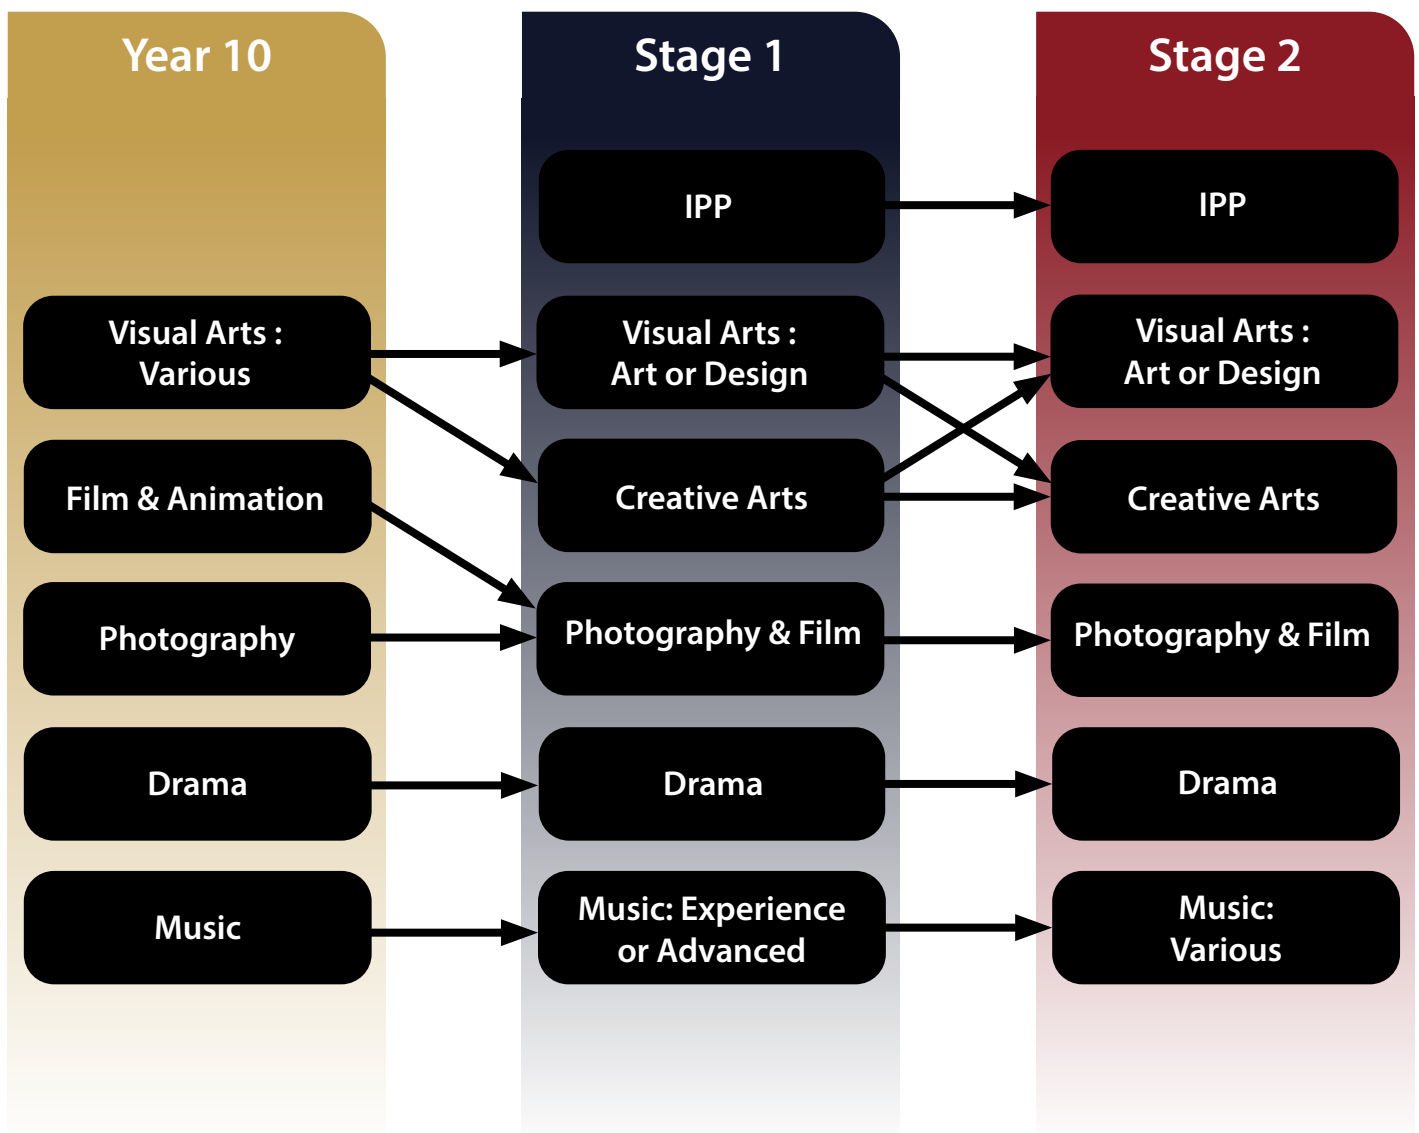 Year 10
Stage 1
Stage 2
IPP
IPP
Visual Arts :
Various
Visual Arts :
Art or Design
Visual Arts :
Art or Design
Film & Animation
Creative Arts
Creative Arts
Photography
Photography & Film
Photography & Film
Drama
Drama
Drama
Music
Music: Experience
or Advanced
Music:
Various